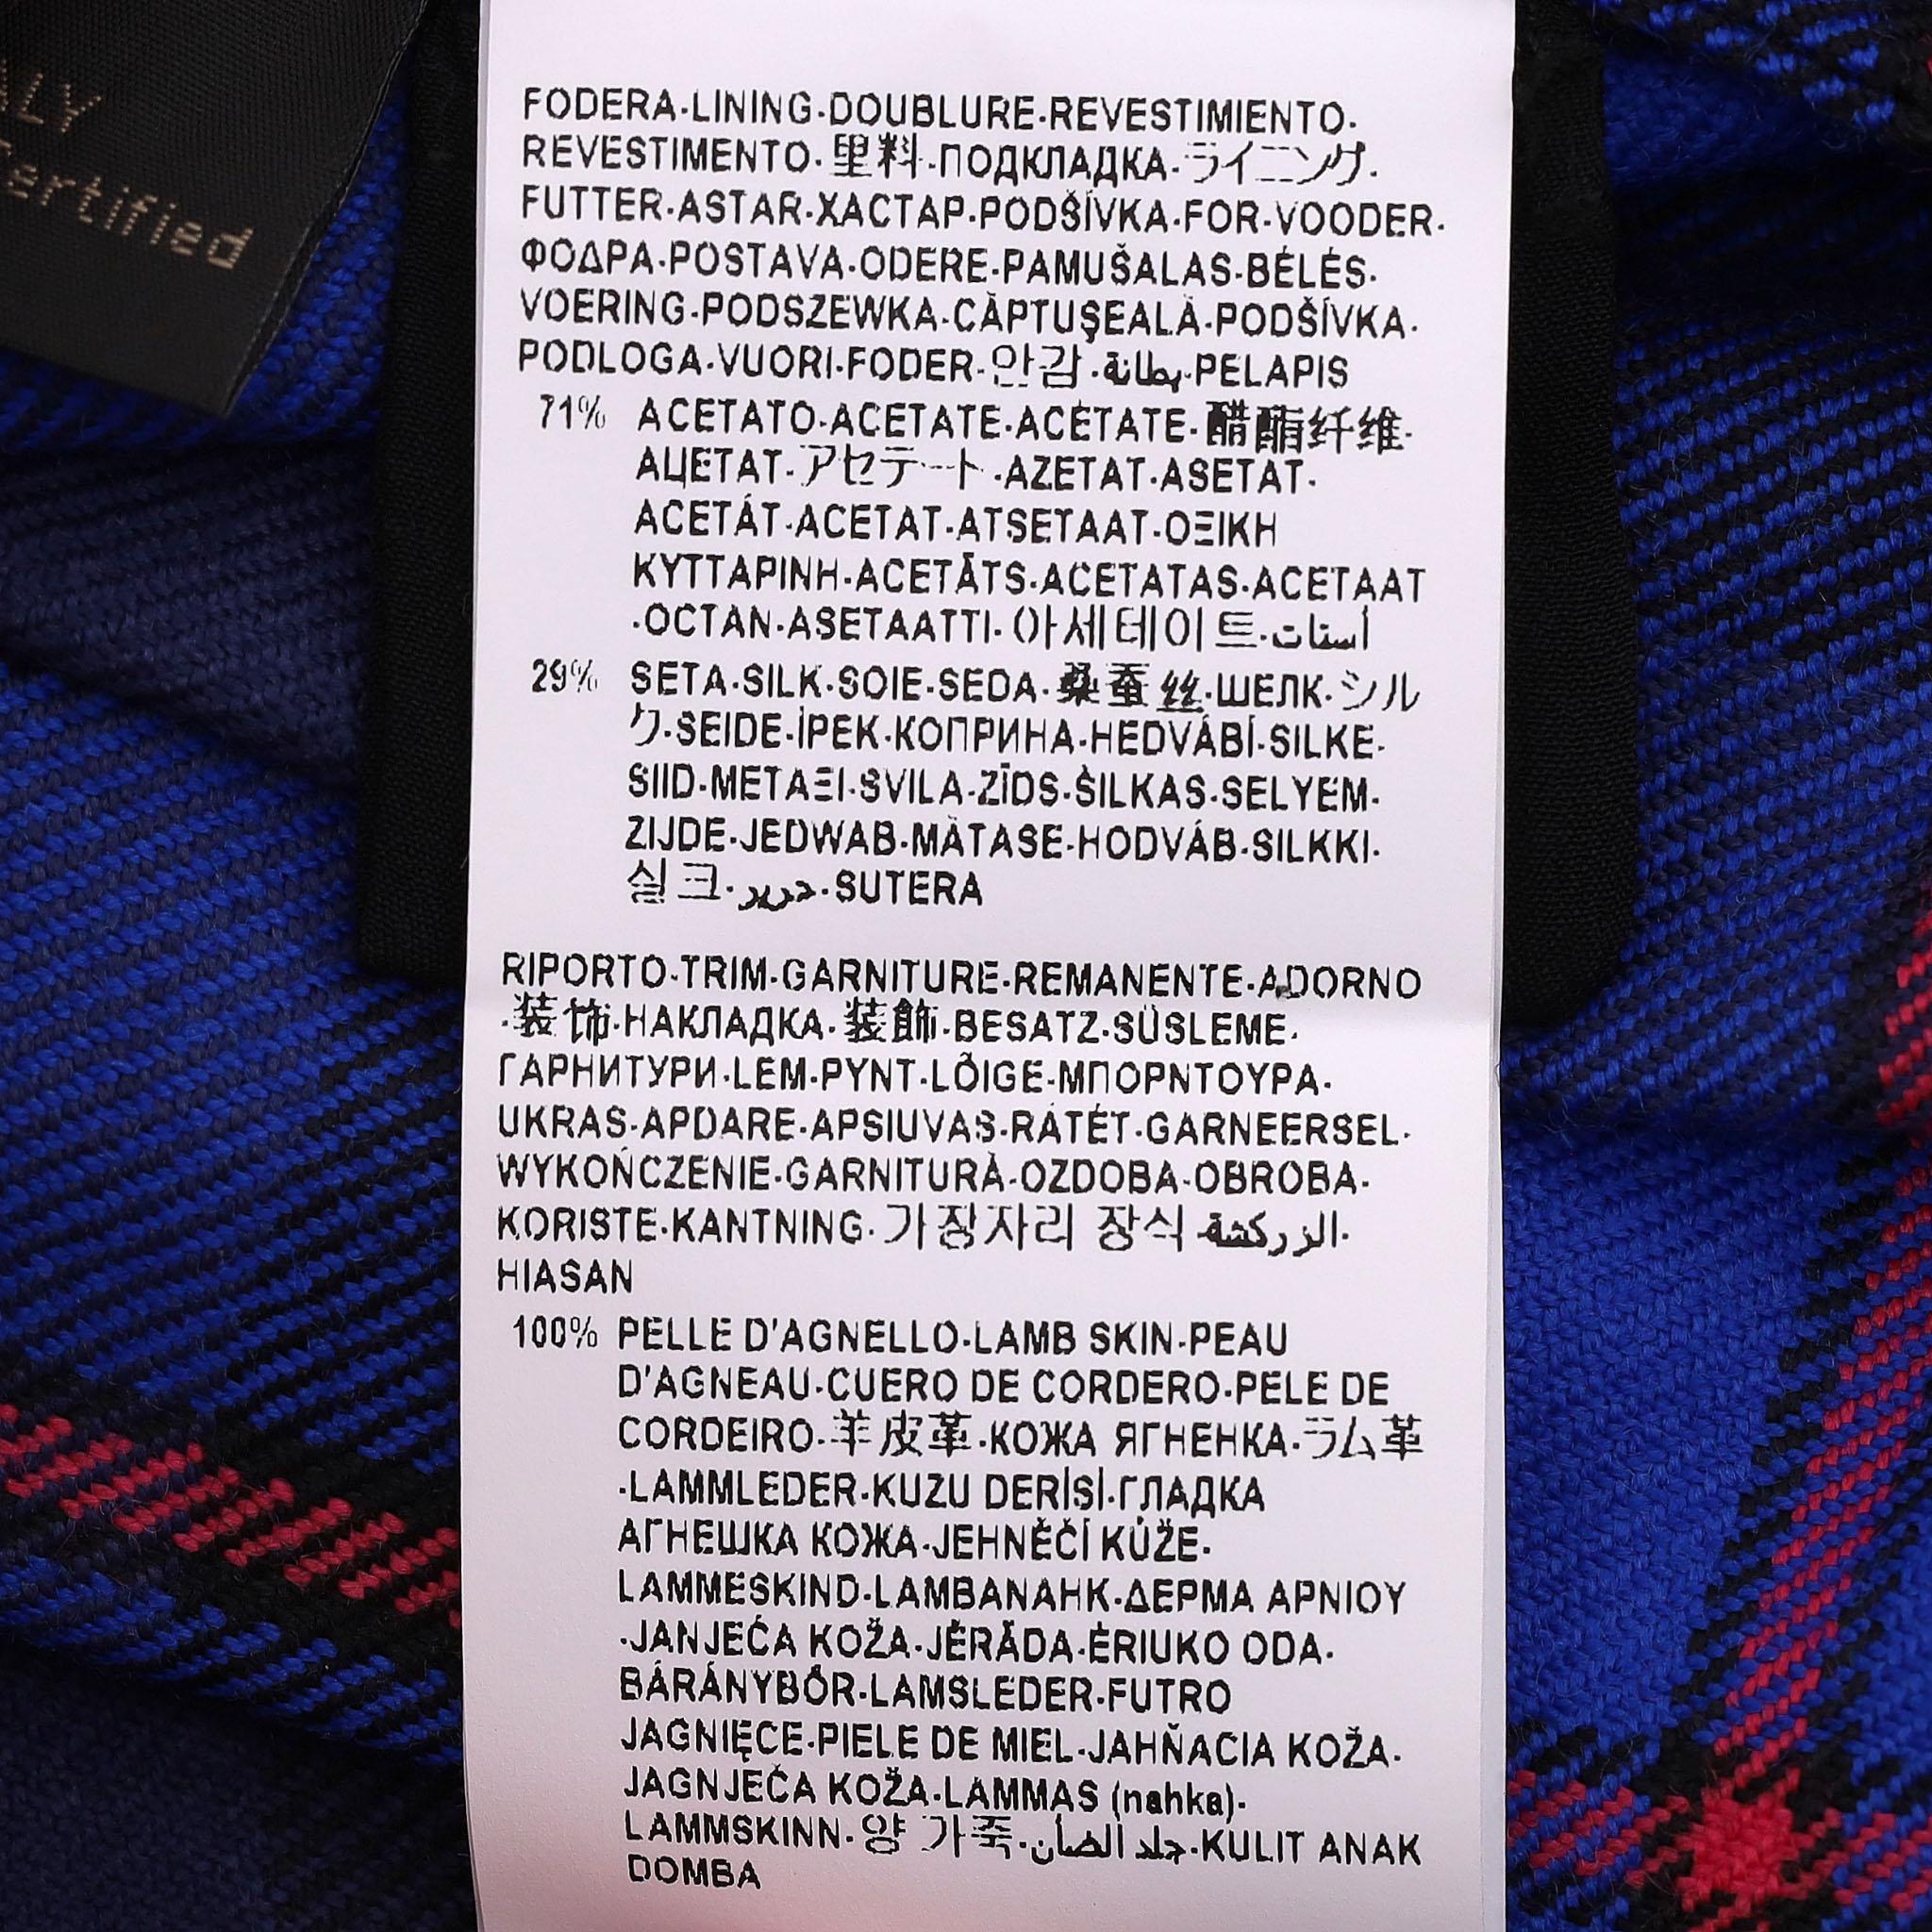 ALY
Certified
FODERA·LINING·DOUBLURE·REVESTIMIENTO·
REVESTIMENTO·里料·ПОДКЛАДКА·ライニング·
FUTTER·ASTAR·ХАСТАР·PODŠÍVKA·FOR·VOODER·
ΦΟΔΡΑ·POSTAVA·ODERE·PAMUŠALAS·BÉLÉS·
VOERING·PODSZEWKA·CĂPTUŞEALĂ·PODŠÍVKA·
PODLOGA·VUORI·FODER·안감·بطانة·PELAPIS
71% ACETATO·ACETATE·ACÉTATE·醋酯纤维·
АЦЕТАТ·アセテート·AZETAT·ASETAT·
ACETÁT·ACETAT·ATSETAAT·ΟΞΙΚΗ
ΚΥΤΤΑΡΙΝΗ·ACETĀTS·ACETATAS·ACETAAT
·OCTAN·ASETAATTI·아세테이트·أستات
29% SETA·SILK·SOIE·SEDA·桑蚕丝·ШЕЛК·シル
ク·SEIDE·İPEK·КОПРИНА·HEDVÁBÍ·SILKE·
SIID·ΜΕΤΑΞΙ·SVILA·ZĪDS·ŠILKAS·SELYEM·
ZIJDE·JEDWAB·MĂTASE·HODVÁB·SILKKI·
실크·حرير·SUTERA
RIPORTO·TRIM·GARNITURE·REMANENTE·ADORNO
·装饰·НАКЛАДКА·装飾·BESATZ·SÜSLEME·
ГАРНИТУРИ·LEM·PYNT·LÕIGE·ΜΠΟΡΝΤΟΥΡΑ·
UKRAS·APDARE·APSIUVAS·RÁTÉT·GARNEERSEL·
WYKOŃCZENIE·GARNITURĂ·OZDOBA·OBROBA·
KORISTE·KANTNING·가장자리 장식·الزركشة·
HIASAN
100% PELLE D'AGNELLO·LAMB SKIN·PEAU
D'AGNEAU·CUERO DE CORDERO·PELE DE
CORDEIRO·羊皮革·КОЖА ЯГНЕНКА·ラム革
·LAMMLEDER·KUZU DERİSİ·ГЛАДКА
АГНЕШКА КОЖА·JEHNĚČÍ KŮŽE·
LAMMESKIND·LAMBANAHK·ΔΕΡΜΑ ΑΡΝΙΟΥ
·JANJEĆA KOŽA·JĒRĀDA·ĖRIUKO ODA·
BÁRÁNYBŐR·LAMSLEDER·FUTRO
JAGNIĘCE·PIELE DE MIEL·JAHŇACIA KOŽA·
JAGNJEČA KOŽA·LAMMAS (nahka)·
LAMMSKINN·양 가죽·جلد الضأن·KULIT ANAK
DOMBA